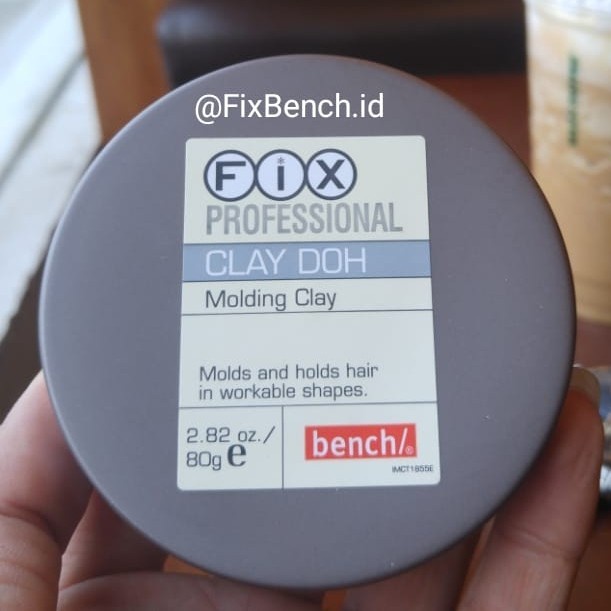 @FixBench.id
FiX
PROFESSIONAL
CLAY DOH
Molding Clay
Molds and holds hair
in workable shapes.
2.82 oz./
80g e
bench/®
IMCT1855E